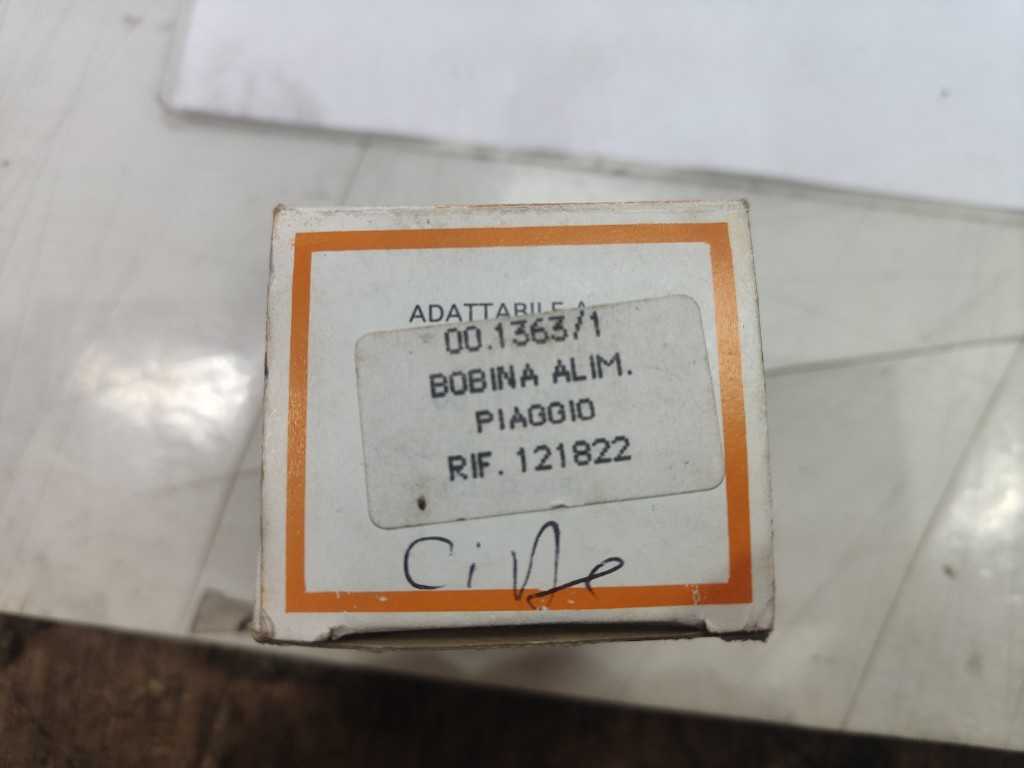 ADATTABILE A
00.1363/1
BOBINA ALIM.
PIAGGIO
RIF. 121822